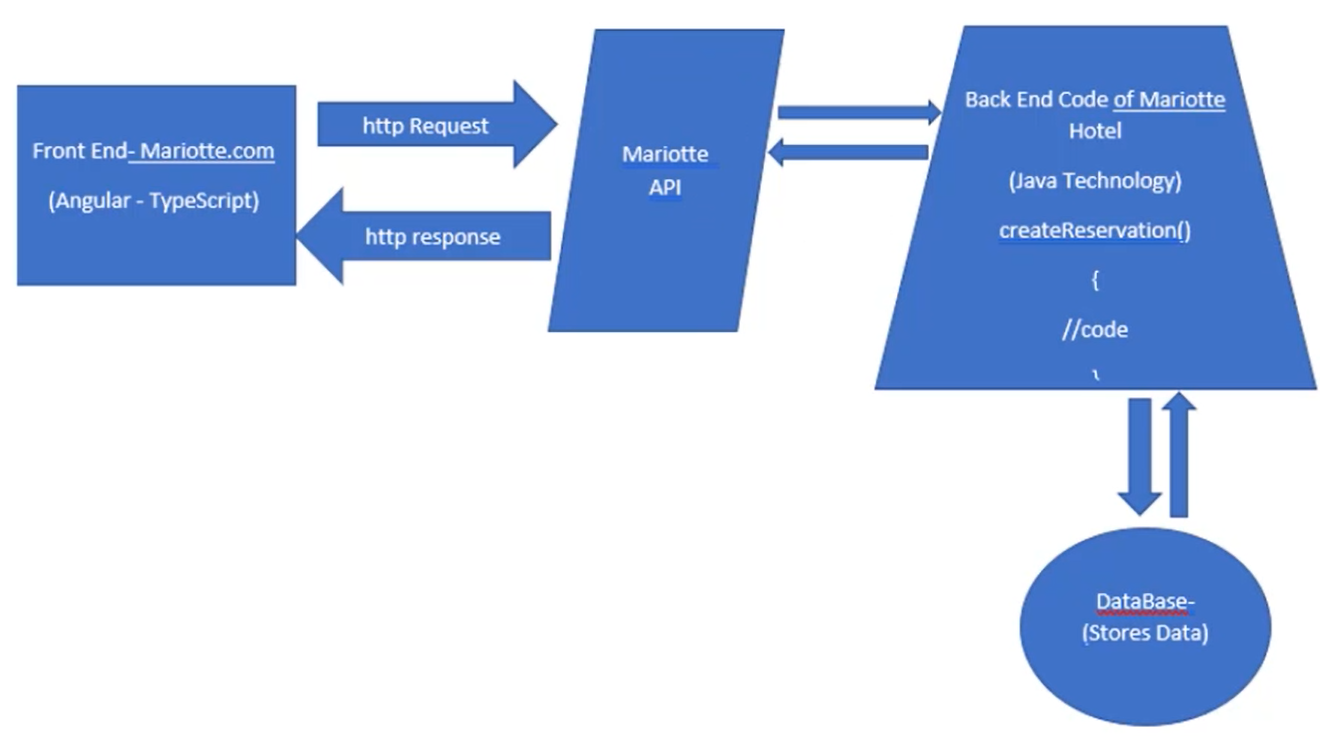 Front End- Mariotte.com
(Angular - TypeScript)
http Request
http response
Mariotte
API
Back End Code of Mariotte
Hotel
(Java Technology)
createReservation()
{
//code
DataBase-
(Stores Data)